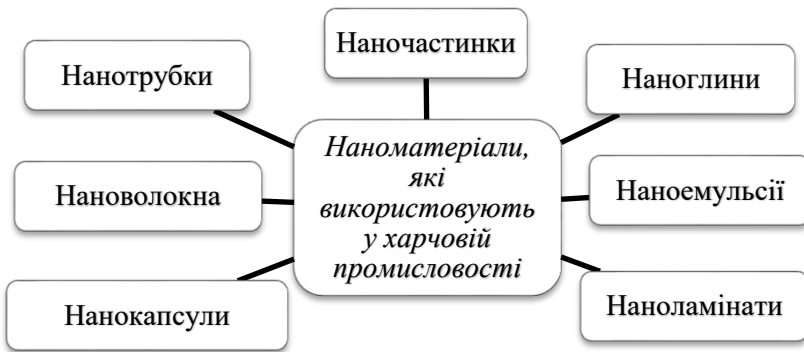 Наночастинки
Нанотрубки
Наноглини
Наноматеріали,
які
використовують
у харчовій
промисловості
Нановолокна
Наноемульсії
Нанокапсули
Наноламінати